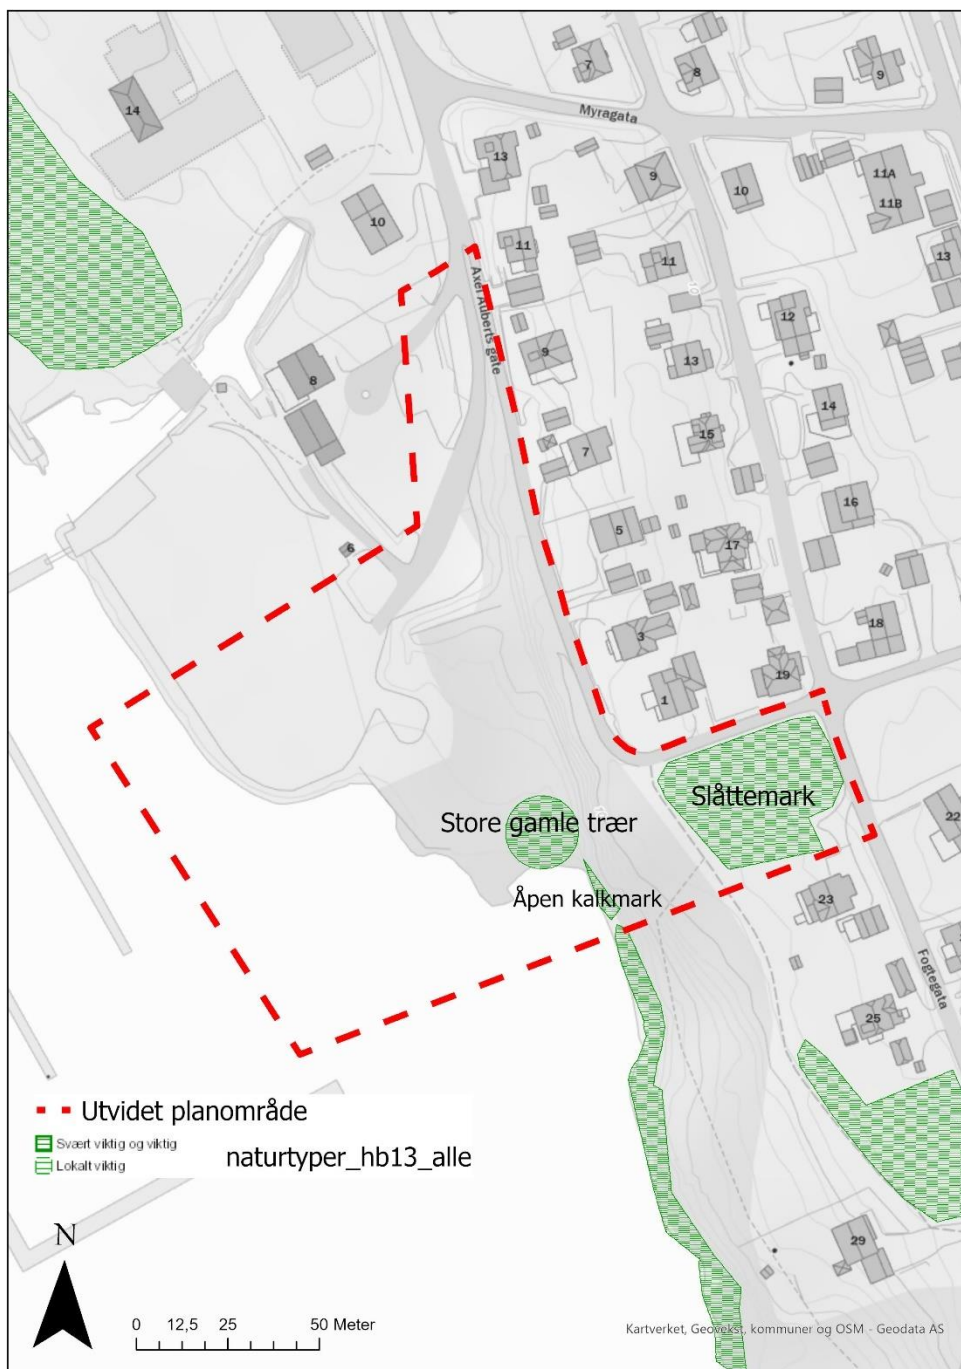 7
8
9
14
Myragata
13
9
10
11A
11B
10
11
11
13
Axel Auberts gate
10
12
9
13
8
14
15
7
16
5
17
6
18
3
19
1
Slåttemark
22
Store gamle trær
Åpen kalkmark
23
Fogtegata
25
Utvidet planområde
Svært viktig og viktig
Lokalt viktig
naturtyper_hb13_alle
N
29
0 12,5 25 50 Meter
Kartverket, Geovekst, kommuner og OSM - Geodata AS